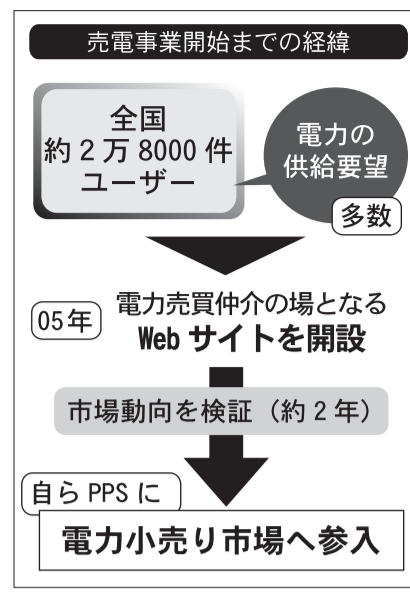 売電事業開始までの経緯
全国
約2万8000件
ユーザー
電力の
供給要望
多数
05年
電力売買仲介の場となる
Webサイトを開設
市場動向を検証（約2年）
自らPPSに
電力小売り市場へ参入